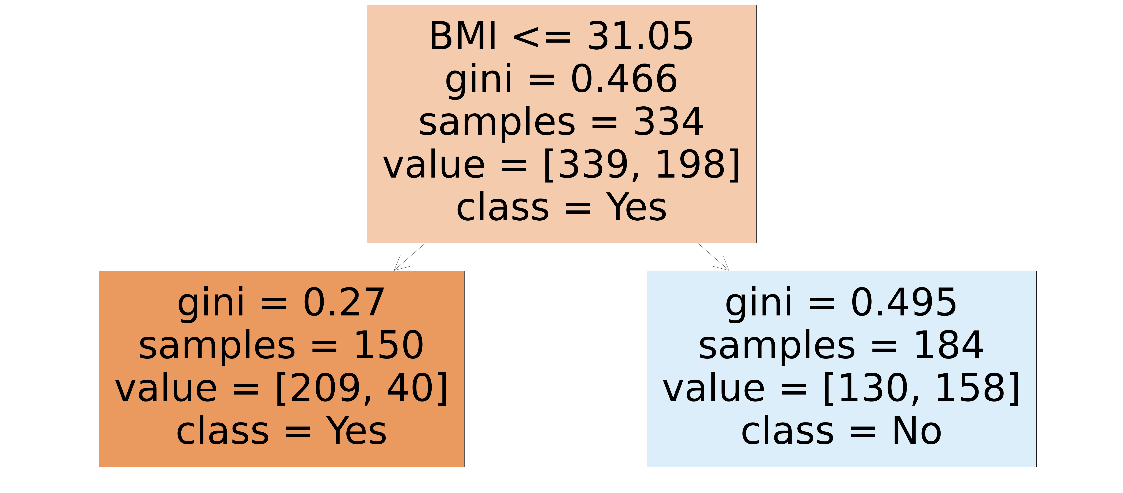 BMI <= 31.05
gini = 0.466
samples = 334
value = [339, 198]
class = Yes
gini = 0.27
samples = 150
value = [209, 40]
class = Yes
gini = 0.495
samples = 184
value = [130, 158]
class = No